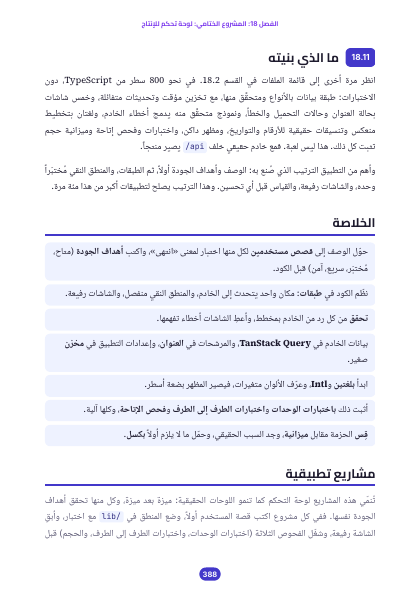 الفصل 18: المشروع الختامي: لوحة تحكم للإنتاج
18.11 ما الذي بنيته
انظر مرة أخرى إلى قائمة الملفات في القسم 18.2. في نحو 800 سطر من TypeScript، دون
الاختبارات: طبقة بيانات بالأنواع ومتحقَّق منها، مع تخزين مؤقت وتحديثات متفائلة، وخمس شاشات
بحالة العنوان وحالات التحميل والخطأ، ونموذج متحقَّق منه يدمج أخطاء الخادم، ولغتان بتخطيط
منعكس وتنسيقات حقيقية للأرقام والتواريخ، ومظهر داكن، واختبارات وفحص إتاحة وميزانية حجم
تثبت كل ذلك. هذا ليس لعبة. فمع خادم حقيقي خلف /api يصير منتجاً.
وأهم من التطبيق الترتيب الذي صُنع به: الوصف وأهداف الجودة أولاً، ثم الطبقات، والمنطق النقي مُختبَراً
وحده، والشاشات رفيعة، والقياس قبل أي تحسين. وهذا الترتيب يصلح لتطبيقات أكبر من هذا مئة مرة.
الخلاصة
حوّل الوصف إلى قصص مستخدمين لكل منها اختبار لمعنى «انتهى»، واكتب أهداف الجودة (متاح،
مُختبَر، سريع، آمن) قبل الكود.
نظّم الكود في طبقات: مكان واحد يتحدث إلى الخادم، والمنطق النقي منفصل، والشاشات رفيعة.
تحقق من كل رد من الخادم بمخطط، وأعطِ الشاشات أخطاء تفهمها.
بيانات الخادم في TanStack Query، والمرشحات في العنوان، وإعدادات التطبيق في مخزن
صغير.
ابدأ بلغتين وIntl، وعرّف الألوان متغيرات، فيصير المظهر بضعة أسطر.
أثبت ذلك باختبارات الوحدات واختبارات الطرف إلى الطرف وفحص الإتاحة، وكلها آلية.
قِس الحزمة مقابل ميزانية، وجد السبب الحقيقي، وحمّل ما لا يلزم أولاً بكسل.
مشاريع تطبيقية
تُنمّي هذه المشاريع لوحة التحكم كما تنمو اللوحات الحقيقية: ميزة بعد ميزة، وكل منها تحقق أهداف
الجودة نفسها. ففي كل مشروع اكتب قصة المستخدم أولاً، وضع المنطق في lib/ مع اختبار، وأبقِ
الشاشة رفيعة، وشغّل الفحوص الثلاثة (اختبارات الوحدات، واختبارات الطرف إلى الطرف، والحجم) قبل
388